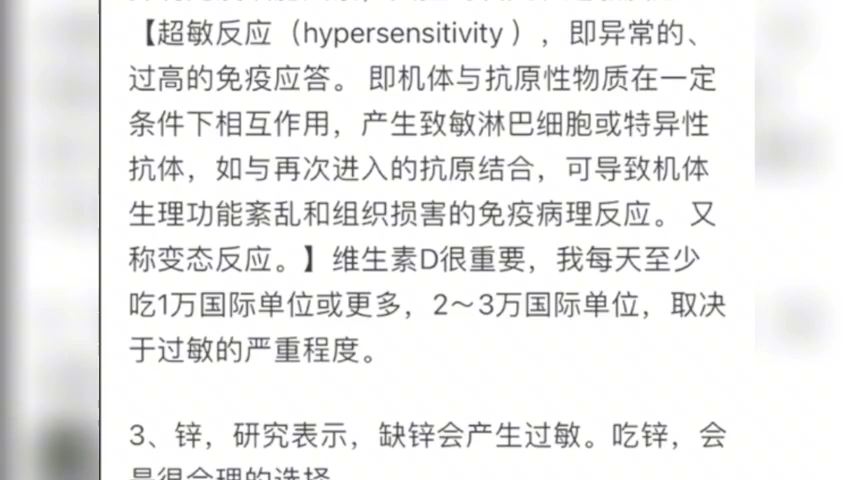 【超敏反应（hypersensitivity），即异常的、
过高的免疫应答。 即机体与抗原性物质在一定
条件下相互作用，产生致敏淋巴细胞或特异性
抗体，如与再次进入的抗原结合，可导致机体
生理功能紊乱和组织损害的免疫病理反应。 又
称变态反应。】维生素D很重要，我每天至少
吃1万国际单位或更多，2～3万国际单位，取决
于过敏的严重程度。
3、锌，研究表示，缺锌会产生过敏。吃锌，会
是很合理的选择